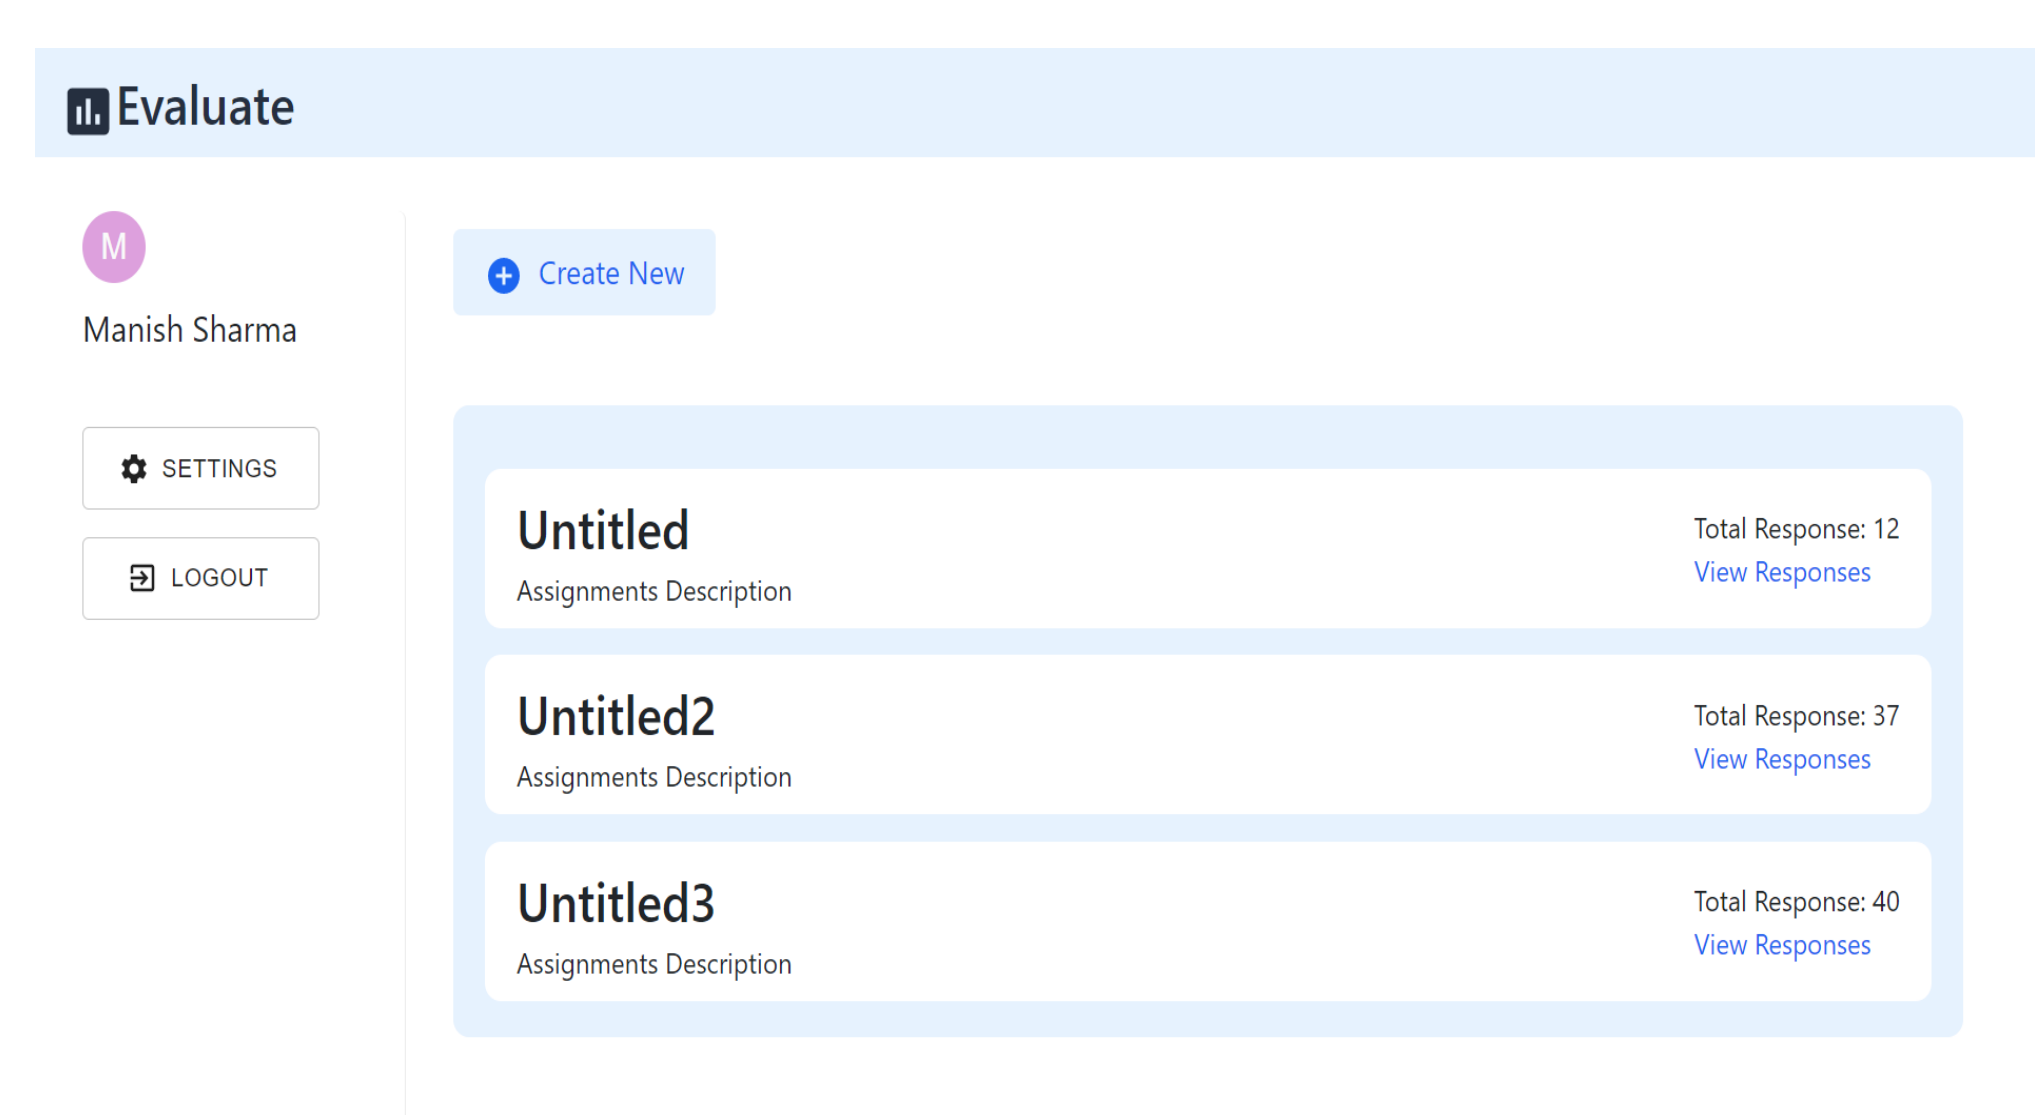 Evaluate
M
Manish Sharma
SETTINGS
LOGOUT
Create New
Untitled
Assignments Description
Total Response: 12
View Responses
Untitled2
Assignments Description
Total Response: 37
View Responses
Untitled3
Assignments Description
Total Response: 40
View Responses